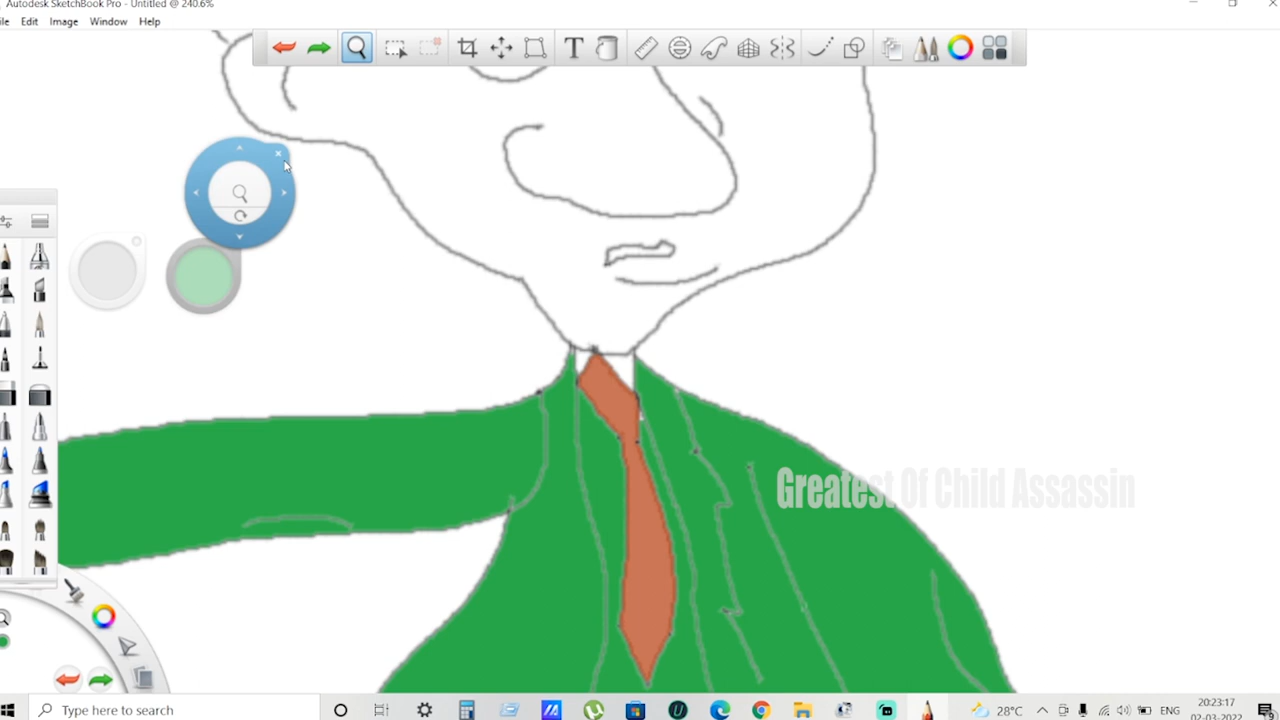 Autodesk SketchBook Pro - Untitled @ 240.6%
Edit Image Window Help
Greatest Of Child Assassin
Type here to search
28°C
ENG
20:23:17